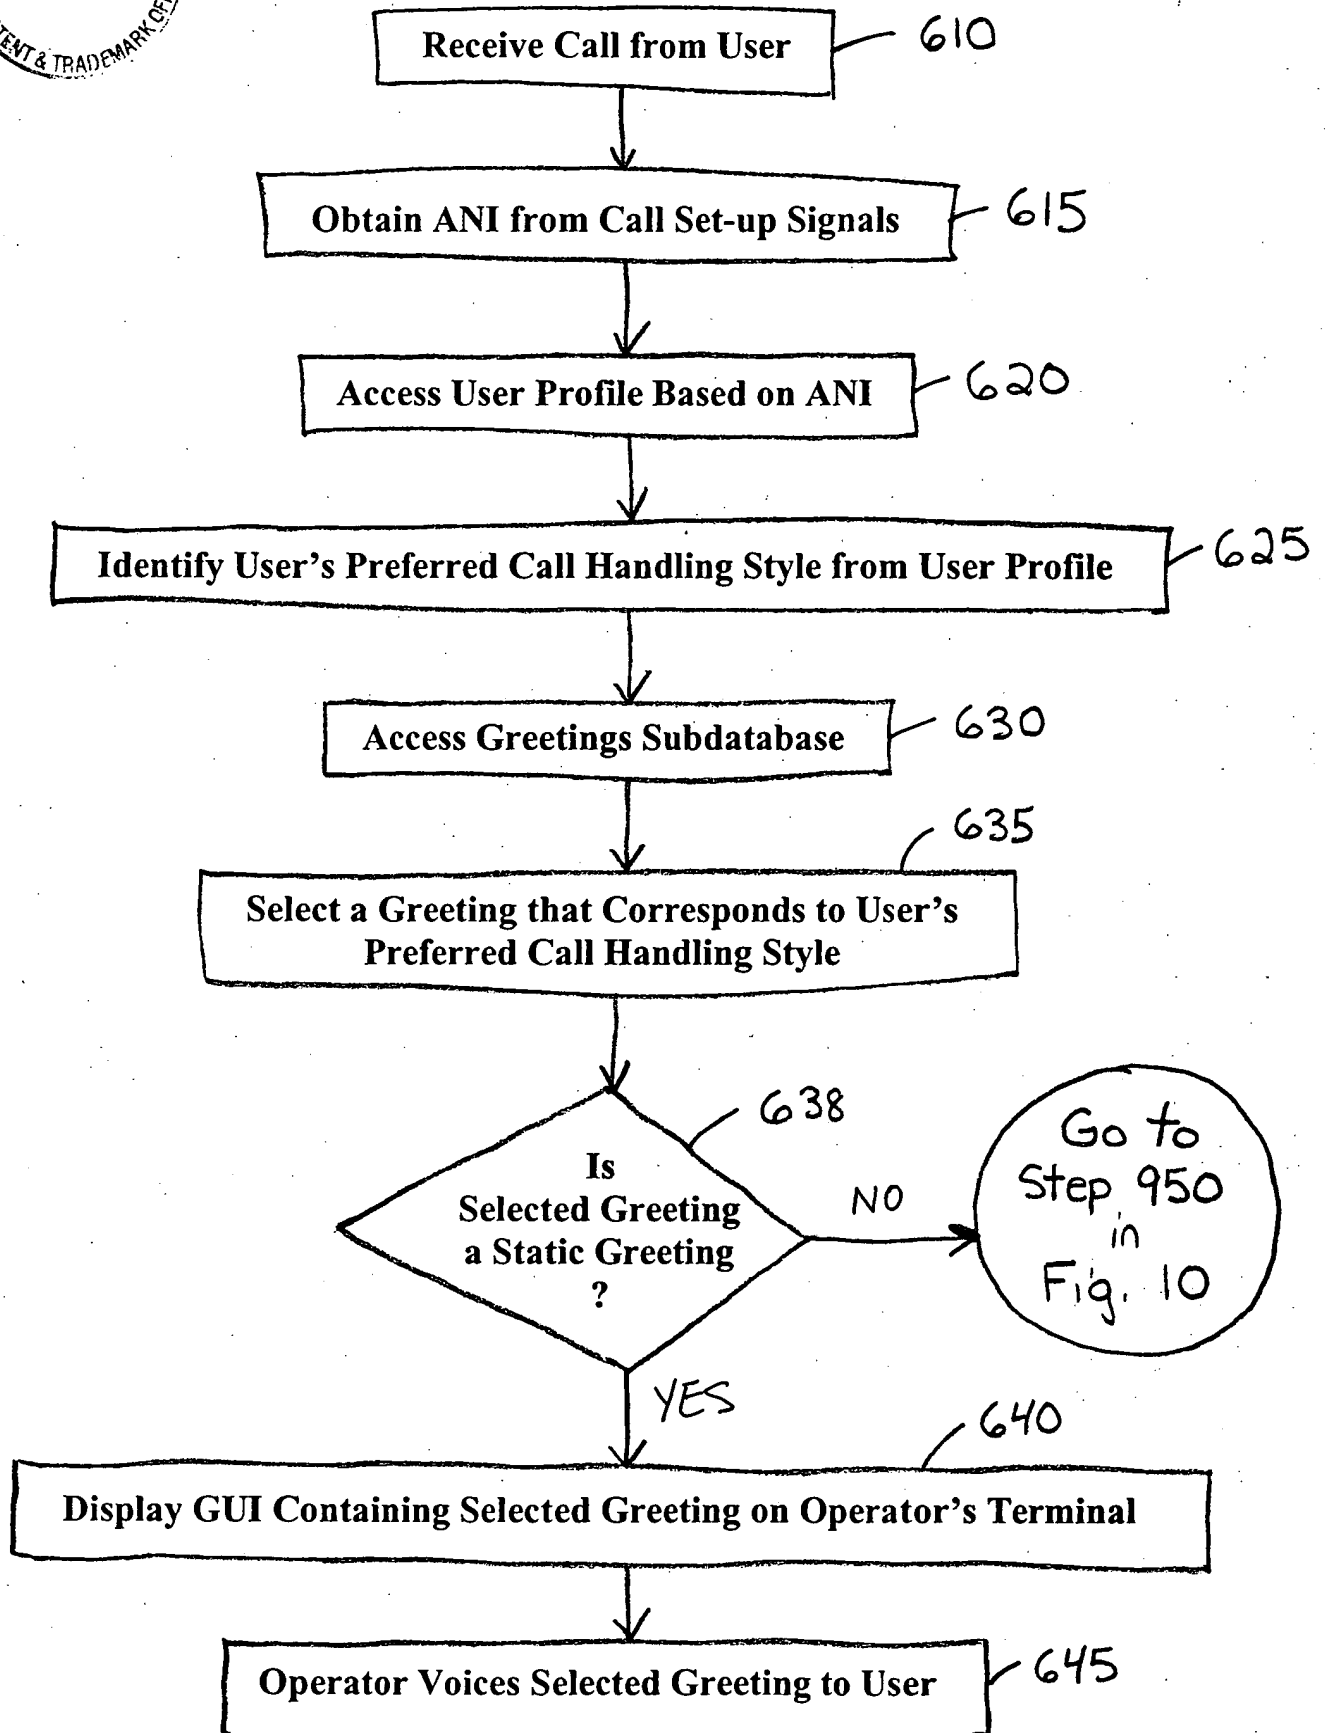 TENT & TRADEMARK OF
Receive Call from User
610
Obtain ANI from Call Set-up Signals
615
Access User Profile Based on ANI
620
Identify User's Preferred Call Handling Style from User Profile
625
Access Greetings Subdatabase
630
635
Select a Greeting that Corresponds to User's
Preferred Call Handling Style
638
Is
Selected Greeting
a Static Greeting
?
NO
Go to
Step 950
in
Fig. 10
YES
640
Display GUI Containing Selected Greeting on Operator's Terminal
Operator Voices Selected Greeting to User
645